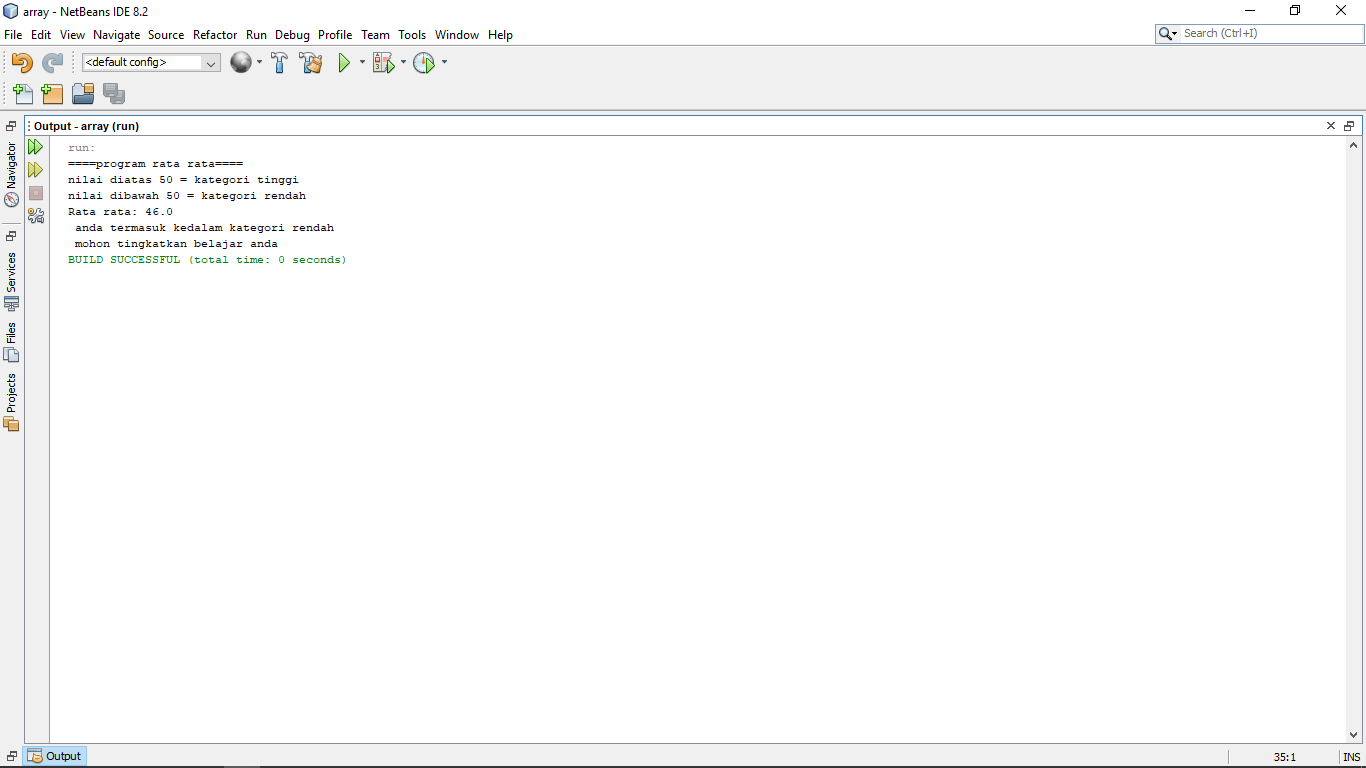 array - NetBeans IDE 8.2
File Edit View Navigate Source Refactor Run Debug Profile Team Tools Window Help
Search (Ctrl+I)
<default config>
Output - array (run)
Navigator
Services
Files
Projects
run:
====program rata rata====
nilai diatas 50 = kategori tinggi
nilai dibawah 50 = kategori rendah
Rata rata: 46.0
anda termasuk kedalam kategori rendah
mohon tingkatkan belajar anda
BUILD SUCCESSFUL (total time: 0 seconds)
Output
35:1
INS